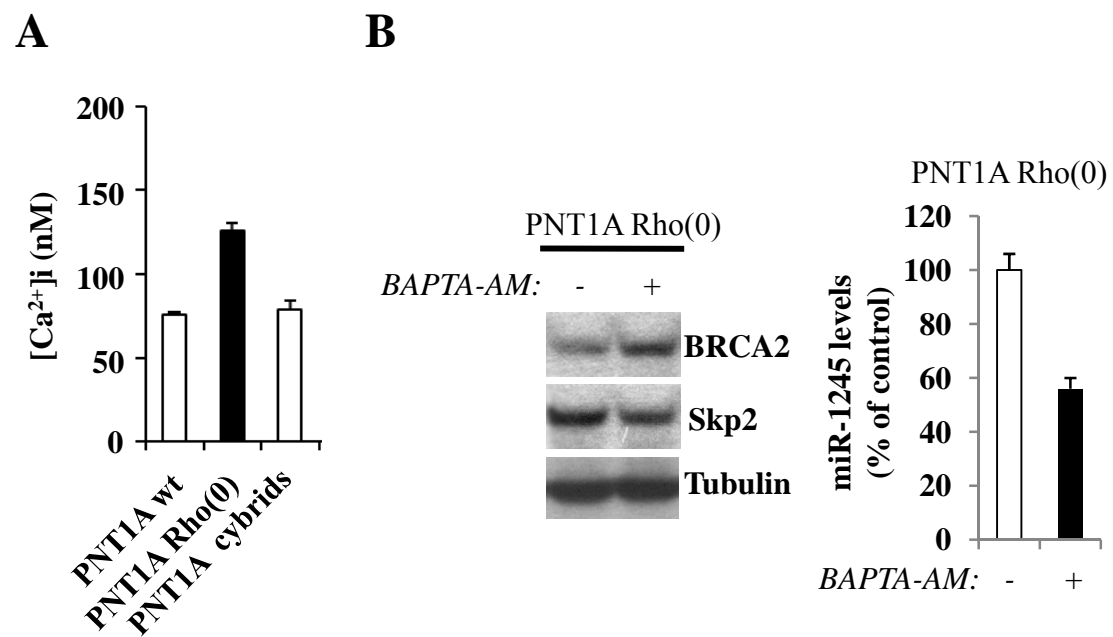 A
B
200
150
100
50
0
[Ca²⁺]i (nM)
PNT1A wt
PNT1A Rho(0)
PNT1A cybrids
PNT1A Rho(0)
BAPTA-AM: - +
BRCA2
Skp2
Tubulin
PNT1A Rho(0)
120
100
80
60
40
20
0
miR-1245 levels
(% of control)
BAPTA-AM: - +